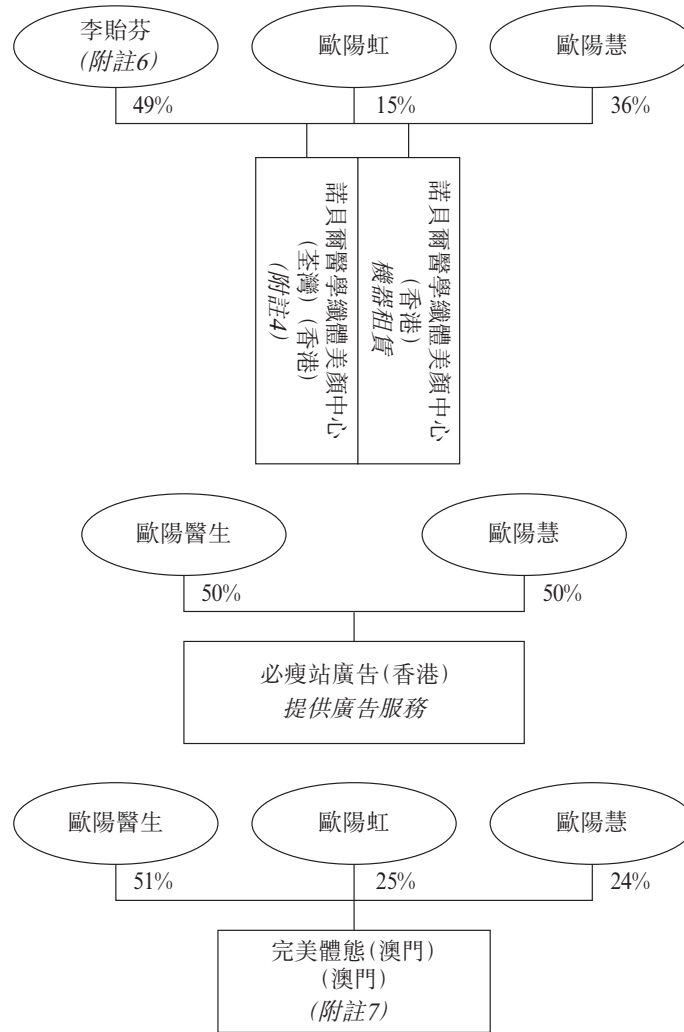 李貽芬
(附註6)
歐陽虹
歐陽慧
49%
15%
36%
諾貝爾醫學纖體美顏中心
(荃灣)(香港)
(附註4)
諾貝爾醫學纖體美顏中心
(香港)
機器租賃
歐陽醫生
歐陽慧
50%
50%
必瘦站廣告(香港)
提供廣告服務
歐陽醫生
歐陽虹
歐陽慧
51%
25%
24%
完美體態(澳門)
(澳門)
(附註7)